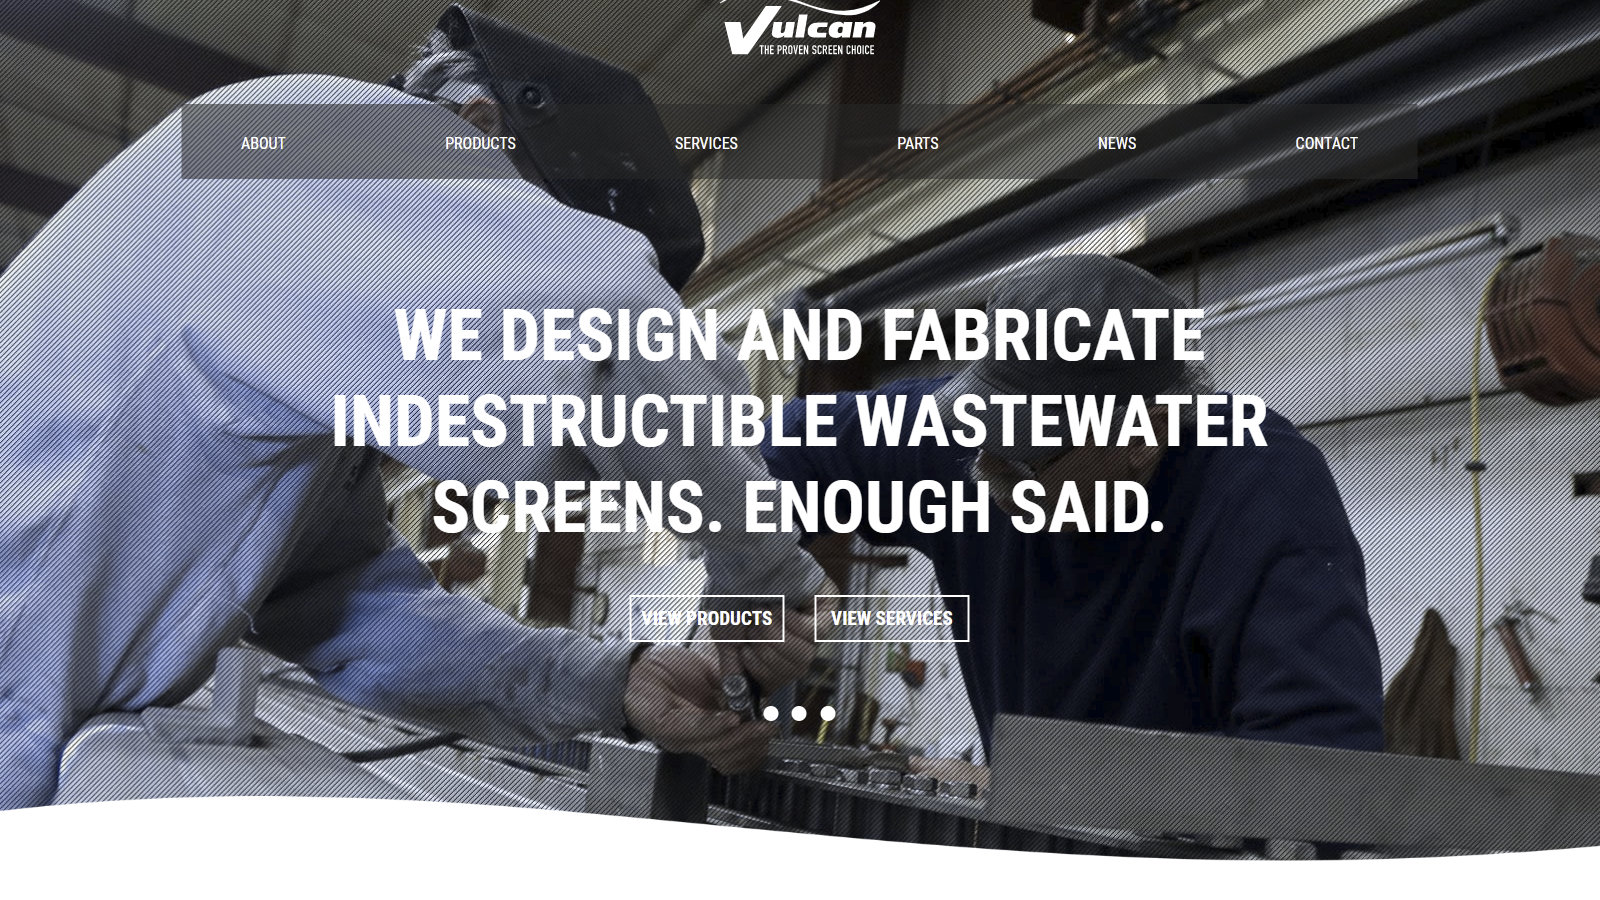 Vulcan
THE PROVEN SCREEN CHOICE
ABOUT PRODUCTS SERVICES PARTS NEWS CONTACT
WE DESIGN AND FABRICATE
INDESTRUCTIBLE WASTEWATER
SCREENS. ENOUGH SAID.
VIEW PRODUCTS VIEW SERVICES